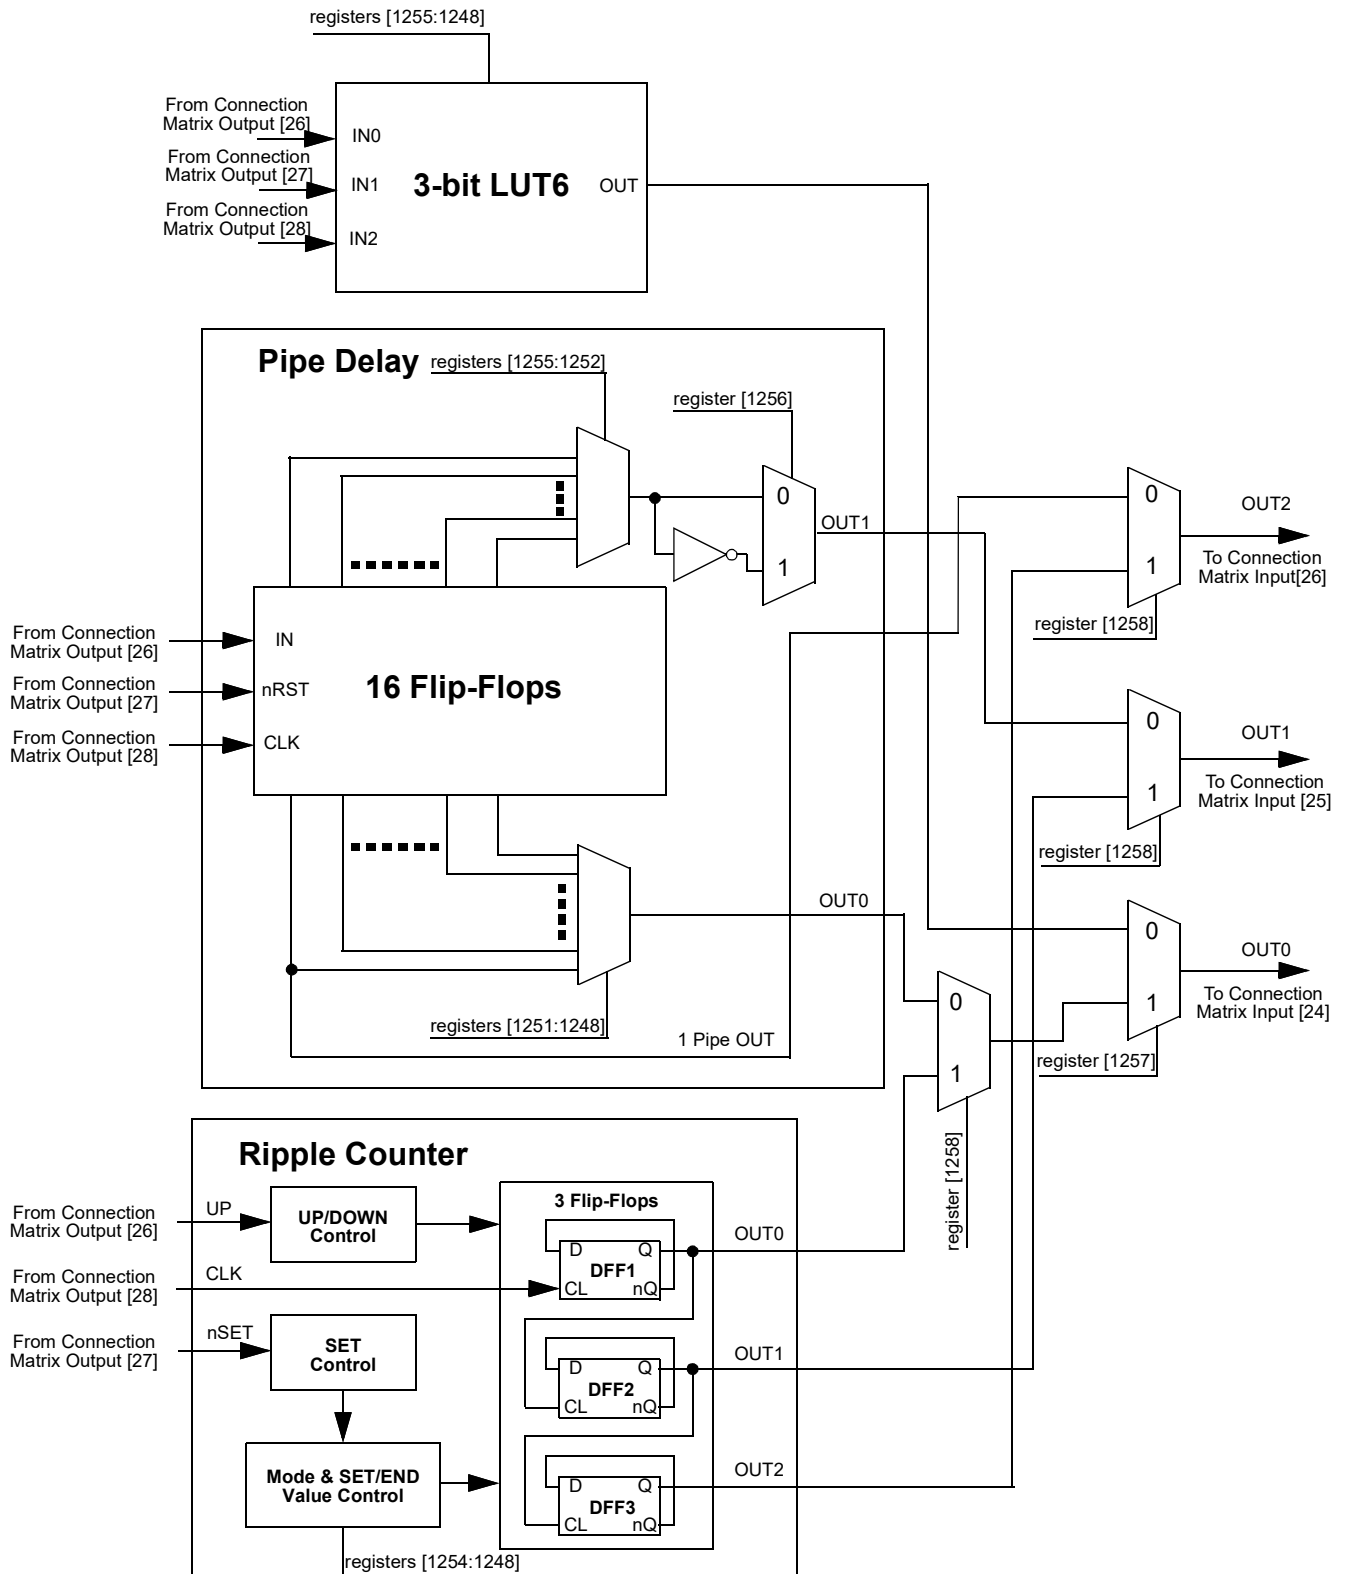 registers [1255:1248]
From Connection
Matrix Output [26]
IN0
From Connection
Matrix Output [27]
IN1
3-bit LUT6
OUT
From Connection
Matrix Output [28]
IN2
Pipe Delay
registers [1255:1252]
register [1256]
0
1
OUT1
0
1
OUT2
To Connection
Matrix Input[26]
register [1258]
From Connection
Matrix Output [26]
IN
From Connection
Matrix Output [27]
nRST
16 Flip-Flops
From Connection
Matrix Output [28]
CLK
0
1
OUT1
To Connection
Matrix Input [25]
register [1258]
OUT0
0
1
OUT0
To Connection
Matrix Input [24]
register [1257]
0
1
register [1258]
registers [1251:1248]
1 Pipe OUT
Ripple Counter
From Connection
Matrix Output [26]
UP
UP/DOWN
Control
3 Flip-Flops
D
Q
DFF1
CL
nQ
OUT0
From Connection
Matrix Output [28]
CLK
From Connection
Matrix Output [27]
nSET
SET
Control
D
Q
DFF2
CL
nQ
OUT1
Mode & SET/END
Value Control
D
Q
DFF3
CL
nQ
OUT2
registers [1254:1248]